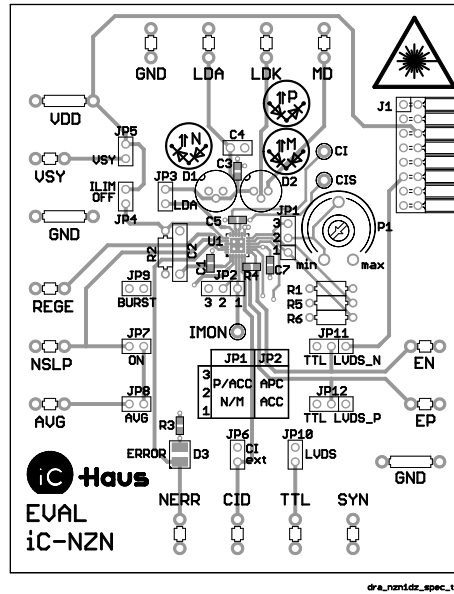 GND LDA LDK MD
VDD
J1
P
N
M
JP5
VSY
C4
CI
C3
VSY
ILIM
OFF
JP3
D1
D2
CIS
LDA
JP4
C5
JP1
GND
U1
3
2
1
P1
R2
C2
C1
R4
C7
min max
JP9
JP2
R1
REGE
BURST
3 2 1
R5
R6
IMON
NSLP
JP7
ON
JP11
TTL LVDS_N
EN
JP1 JP2
3
2
1
P/ACC APC
N/M ACC
AVG
JP8
AVG
JP12
TTL LVDS_P
EP
R3
ERROR D3
JP6
CI
ext
JP10
LVDS
iC Haus
GND
NERR CID TTL SYN
EVAL
iC-NZN
dra_nzn1dz_spec_t